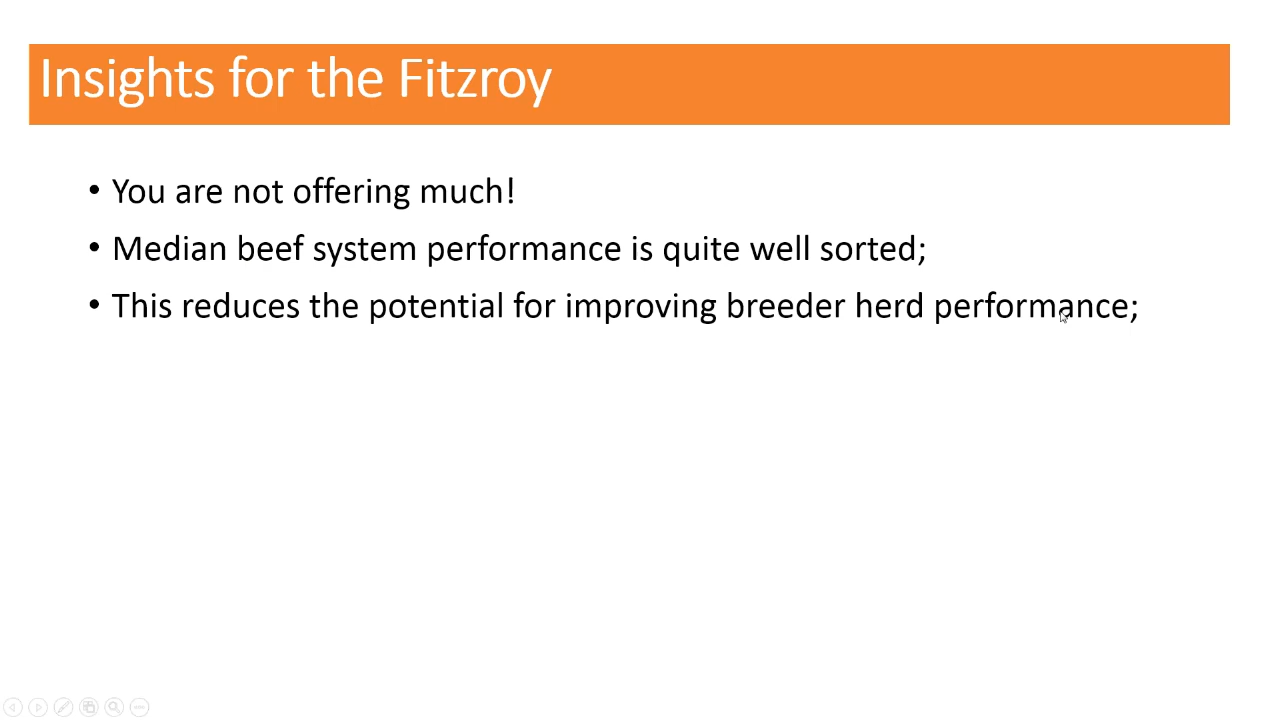 Insights for the Fitzroy
• You are not offering much!
• Median beef system performance is quite well sorted;
• This reduces the potential for improving breeder herd performance;